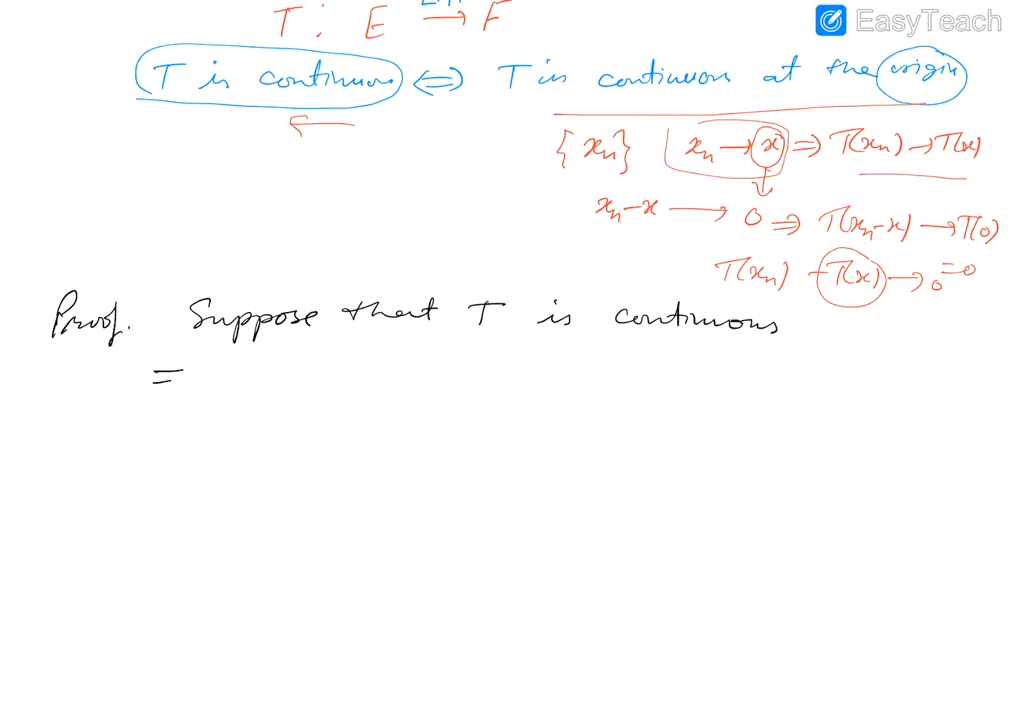 EasyTeach
T : E → F
T is continuous ⇔ T is continuous at the origin
←
{xₙ} xₙ → x ⇒ T(xₙ) → T(x)
↓
xₙ-x → 0 ⇒ T(xₙ-x) → T(0)
T(xₙ) - T(x) → 0 = 0
Proof. Suppose that T is continuous
=